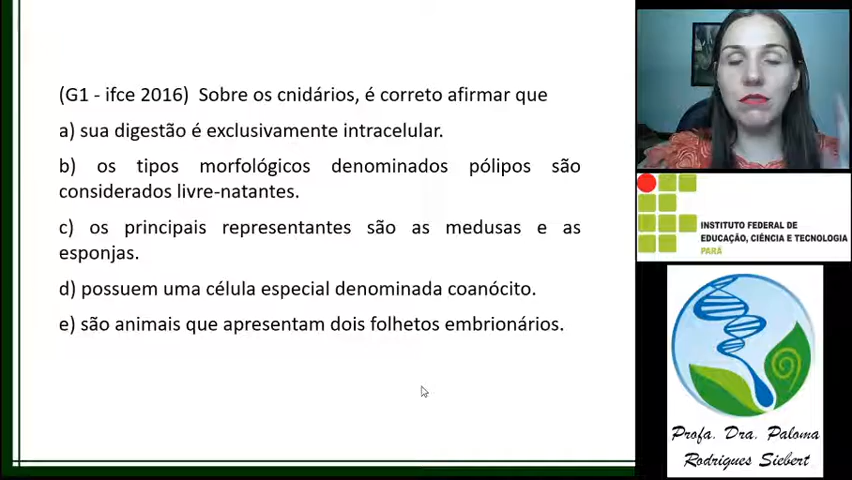 (G1 - ifce 2016) Sobre os cnidários, é correto afirmar que
a) sua digestão é exclusivamente intracelular.
b) os tipos morfológicos denominados pólipos são
considerados livre-natantes.
c) os principais representantes são as medusas e as
esponjas.
d) possuem uma célula especial denominada coanócito.
e) são animais que apresentam dois folhetos embrionários.
INSTITUTO FEDERAL DE
EDUCAÇÃO, CIÊNCIA E TECNOLOGIA
PARÁ
Profa. Dra. Paloma
Rodrigues Siebert